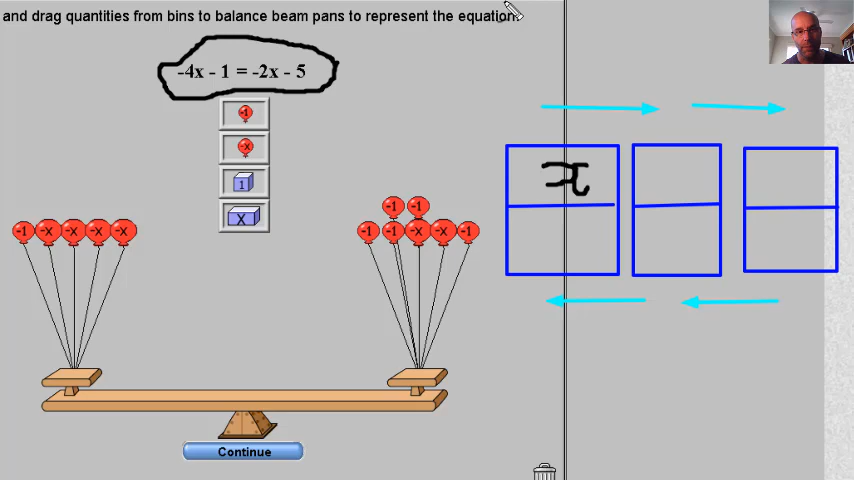 and drag quantities from bins to balance beam pans to represent the equation.
-4x - 1 = -2x - 5
-1
-x
1
x
-1 -1
-1 -x -x -x -x
-1 -1 -x -x -1
x
Continue